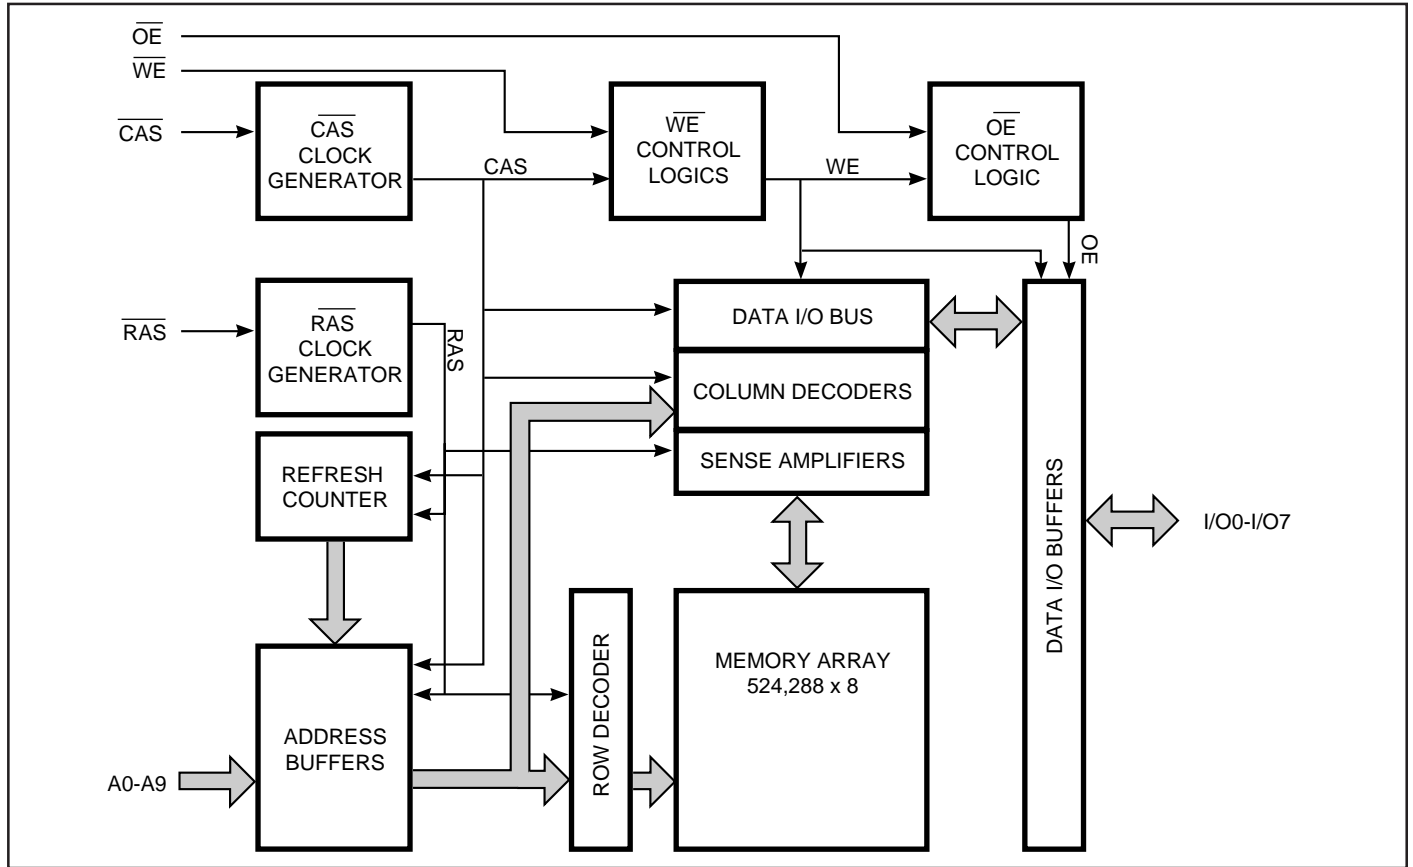 OE
WE
CAS
CAS
CLOCK
GENERATOR
CAS
WE
CONTROL
LOGICS
WE
OE
CONTROL
LOGIC
OE
RAS
RAS
CLOCK
GENERATOR
RAS
DATA I/O BUS
COLUMN DECODERS
SENSE AMPLIFIERS
REFRESH
COUNTER
DATA I/O BUFFERS
I/O0-I/O7
ROW DECODER
MEMORY ARRAY
524,288 x 8
ADDRESS
BUFFERS
A0-A9